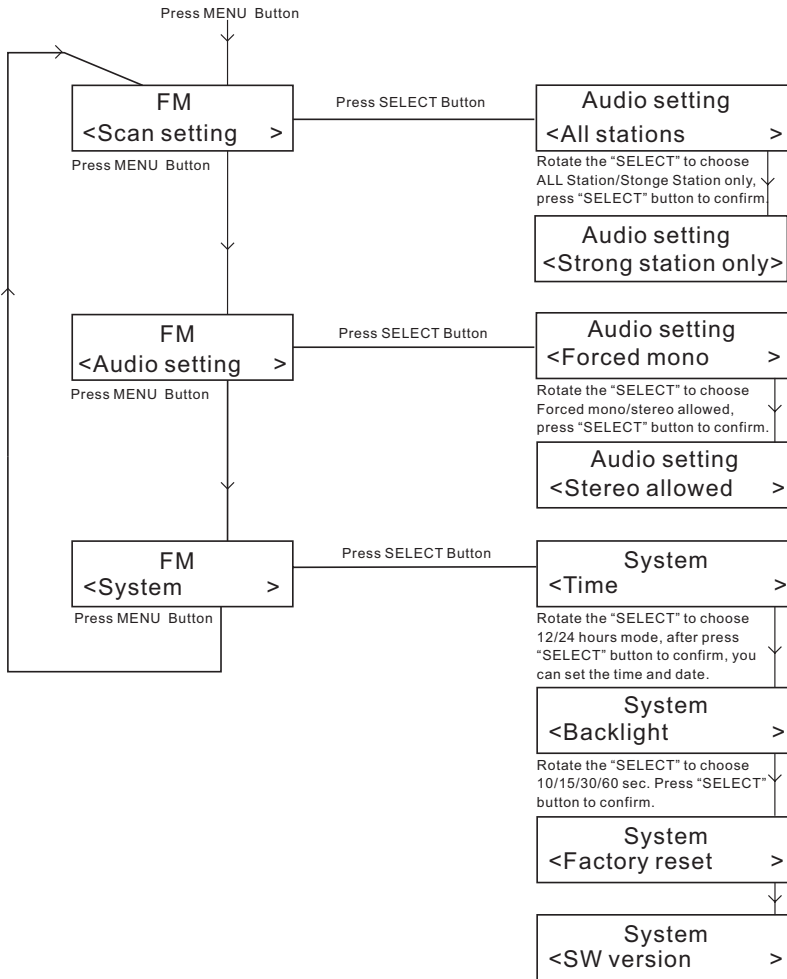 Press MENU Button
FM
<Scan setting >
Press SELECT Button
Audio setting
<All stations >
Press MENU Button
Rotate the “SELECT” to choose
ALL Station/Stonge Station only,
press “SELECT” button to confirm.
Audio setting
<Strong station only>
FM
<Audio setting >
Press SELECT Button
Audio setting
<Forced mono >
Press MENU Button
Rotate the “SELECT” to choose
Forced mono/stereo allowed,
press “SELECT” button to confirm.
Audio setting
<Stereo allowed >
FM
<System >
Press SELECT Button
System
<Time >
Press MENU Button
Rotate the “SELECT” to choose
12/24 hours mode, after press
“SELECT” button to confirm, you
can set the time and date.
System
<Backlight >
Rotate the “SELECT” to choose
10/15/30/60 sec. Press “SELECT”
button to confirm.
System
<Factory reset >
System
<SW version >